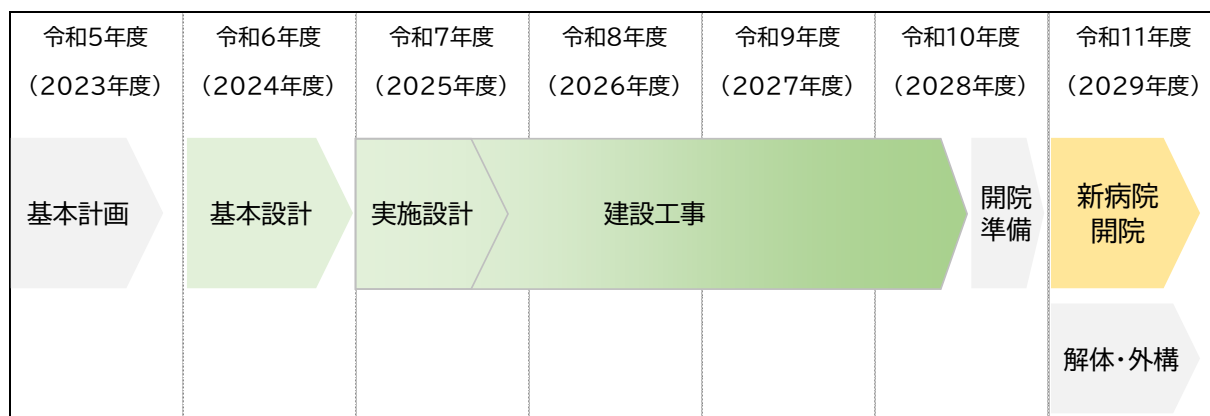 令和5年度
(2023年度)
令和6年度
(2024年度)
令和7年度
(2025年度)
令和8年度
(2026年度)
令和9年度
(2027年度)
令和10年度
(2028年度)
令和11年度
(2029年度)
基本計画
基本設計
実施設計
建設工事
開院
準備
新病院
開院
解体・外構